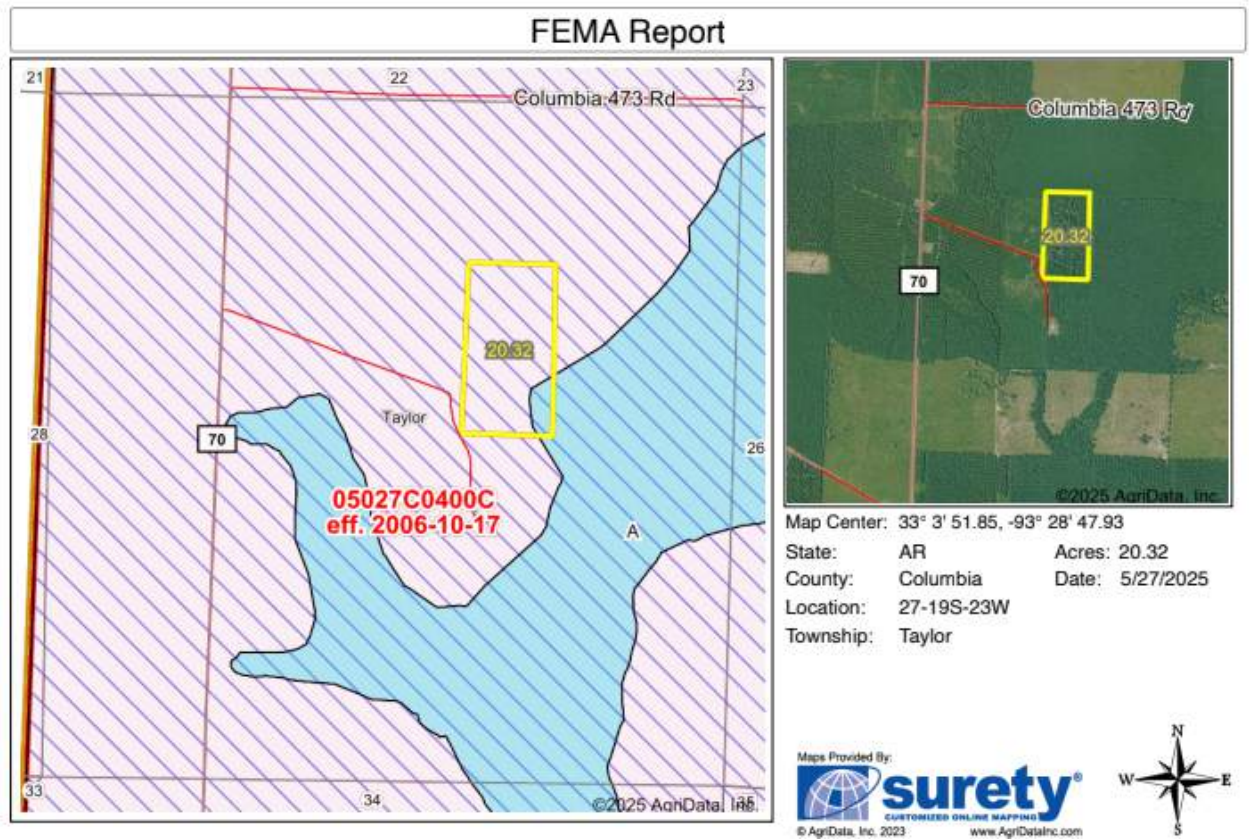 FEMA Report
21
22
23
Columbia 473 Rd
20.32
Taylor
28
70
26
05027C0400C
eff. 2006-10-17
A
33
34
35
©2025 AgriData, Inc.
Columbia 473 Rd
20.32
70
©2025 AgriData, Inc.
Map Center: 33° 3' 51.85, -93° 28' 47.93
State: AR Acres: 20.32
County: Columbia Date: 5/27/2025
Location: 27-19S-23W
Township: Taylor
Maps Provided By:
surety®
CUSTOMIZED ONLINE MAPPING
© AgriData, Inc. 2023 www.AgriDataInc.com
N
W E
S